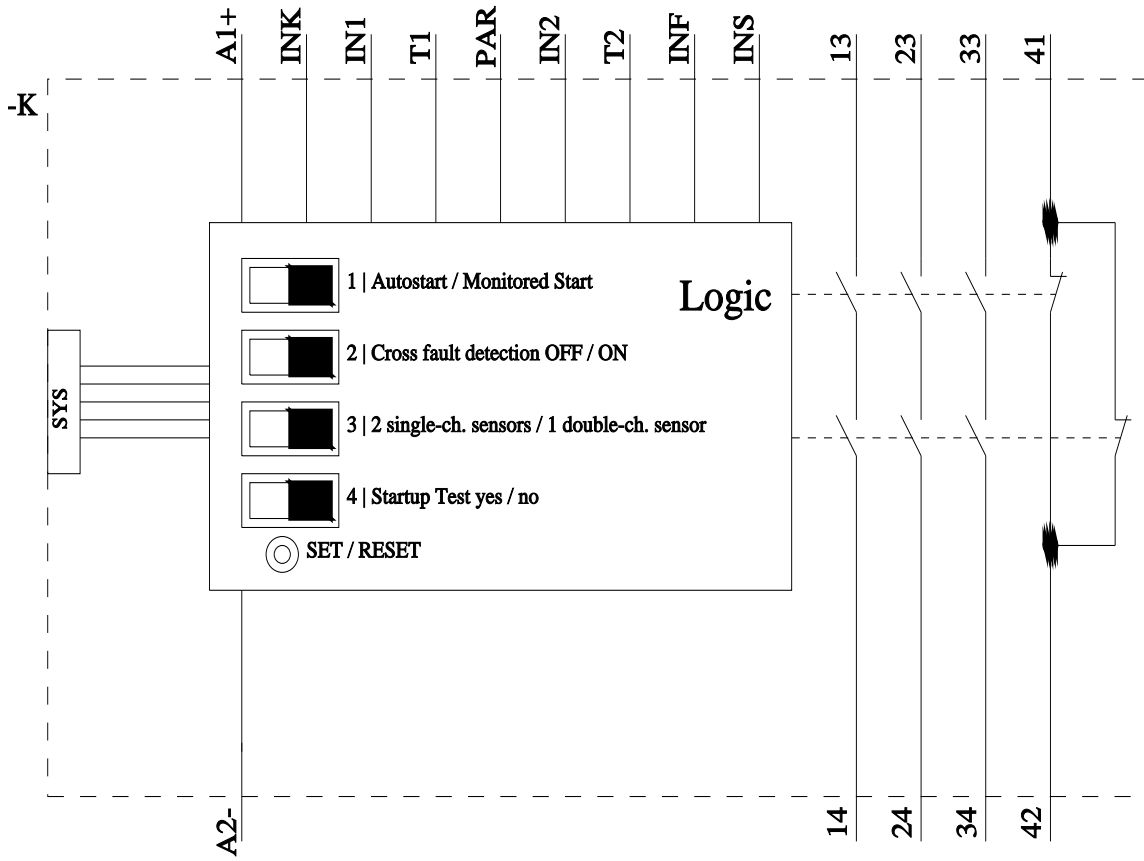 A1+
INK
IN1
T1
PAR
IN2
T2
INF
INS
13
23
33
41
-K
1 | Autostart / Monitored Start
Logic
2 | Cross fault detection OFF / ON
SYS
3 | 2 single-ch. sensors / 1 double-ch. sensor
4 | Startup Test yes / no
SET / RESET
A2-
14
24
34
42